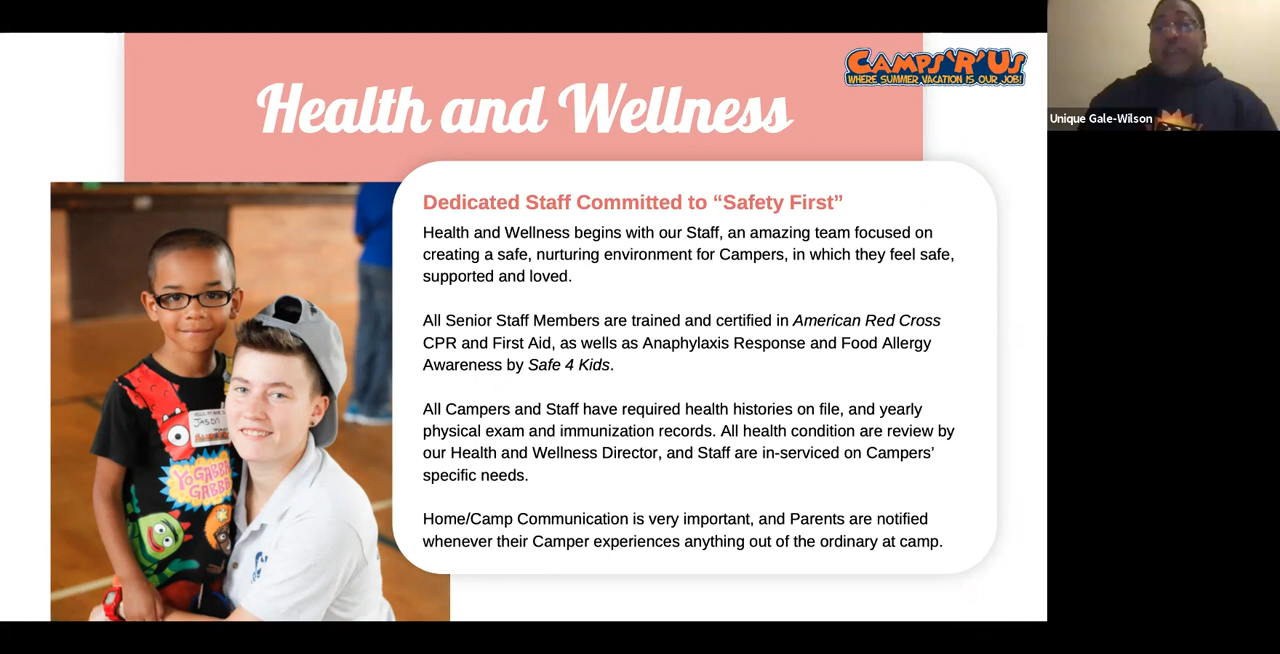 Health and Wellness
CAMPS 'R' US
WHERE SUMMER VACATION IS OUR JOB!
Unique Gale-Wilson
Dedicated Staff Committed to “Safety First”
Health and Wellness begins with our Staff, an amazing team focused on
creating a safe, nurturing environment for Campers, in which they feel safe,
supported and loved.
All Senior Staff Members are trained and certified in American Red Cross
CPR and First Aid, as wells as Anaphylaxis Response and Food Allergy
Awareness by Safe 4 Kids.
All Campers and Staff have required health histories on file, and yearly
physical exam and immunization records. All health condition are review by
our Health and Wellness Director, and Staff are in-serviced on Campers’
specific needs.
Home/Camp Communication is very important, and Parents are notified
whenever their Camper experiences anything out of the ordinary at camp.
JASON
YO GABBA
GABBA